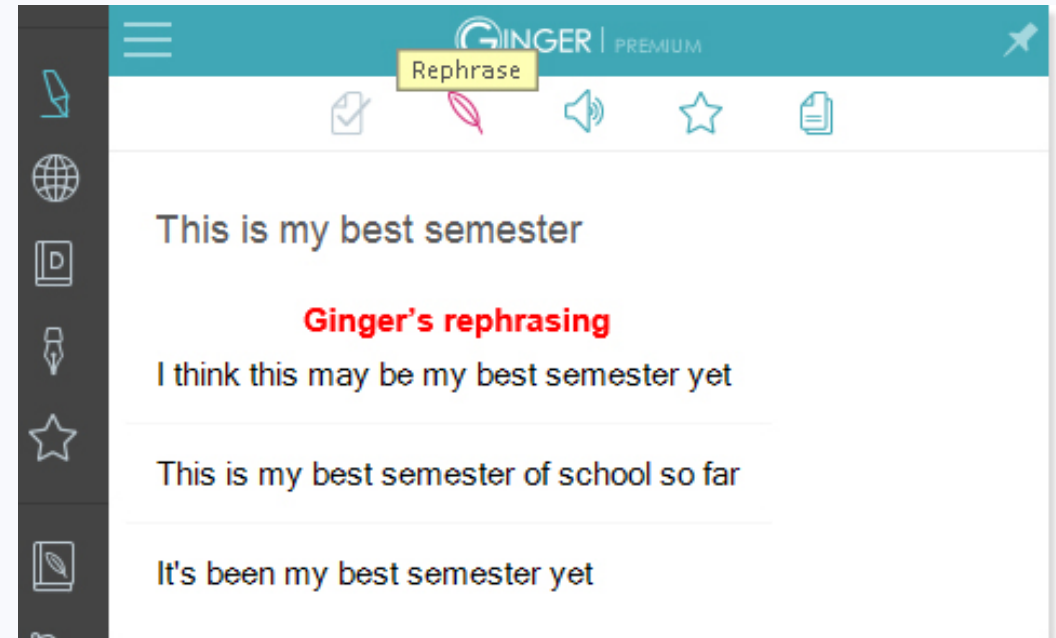 GINGER | PREMIUM
Rephrase
D
This is my best semester
Ginger’s rephrasing
I think this may be my best semester yet
This is my best semester of school so far
It's been my best semester yet